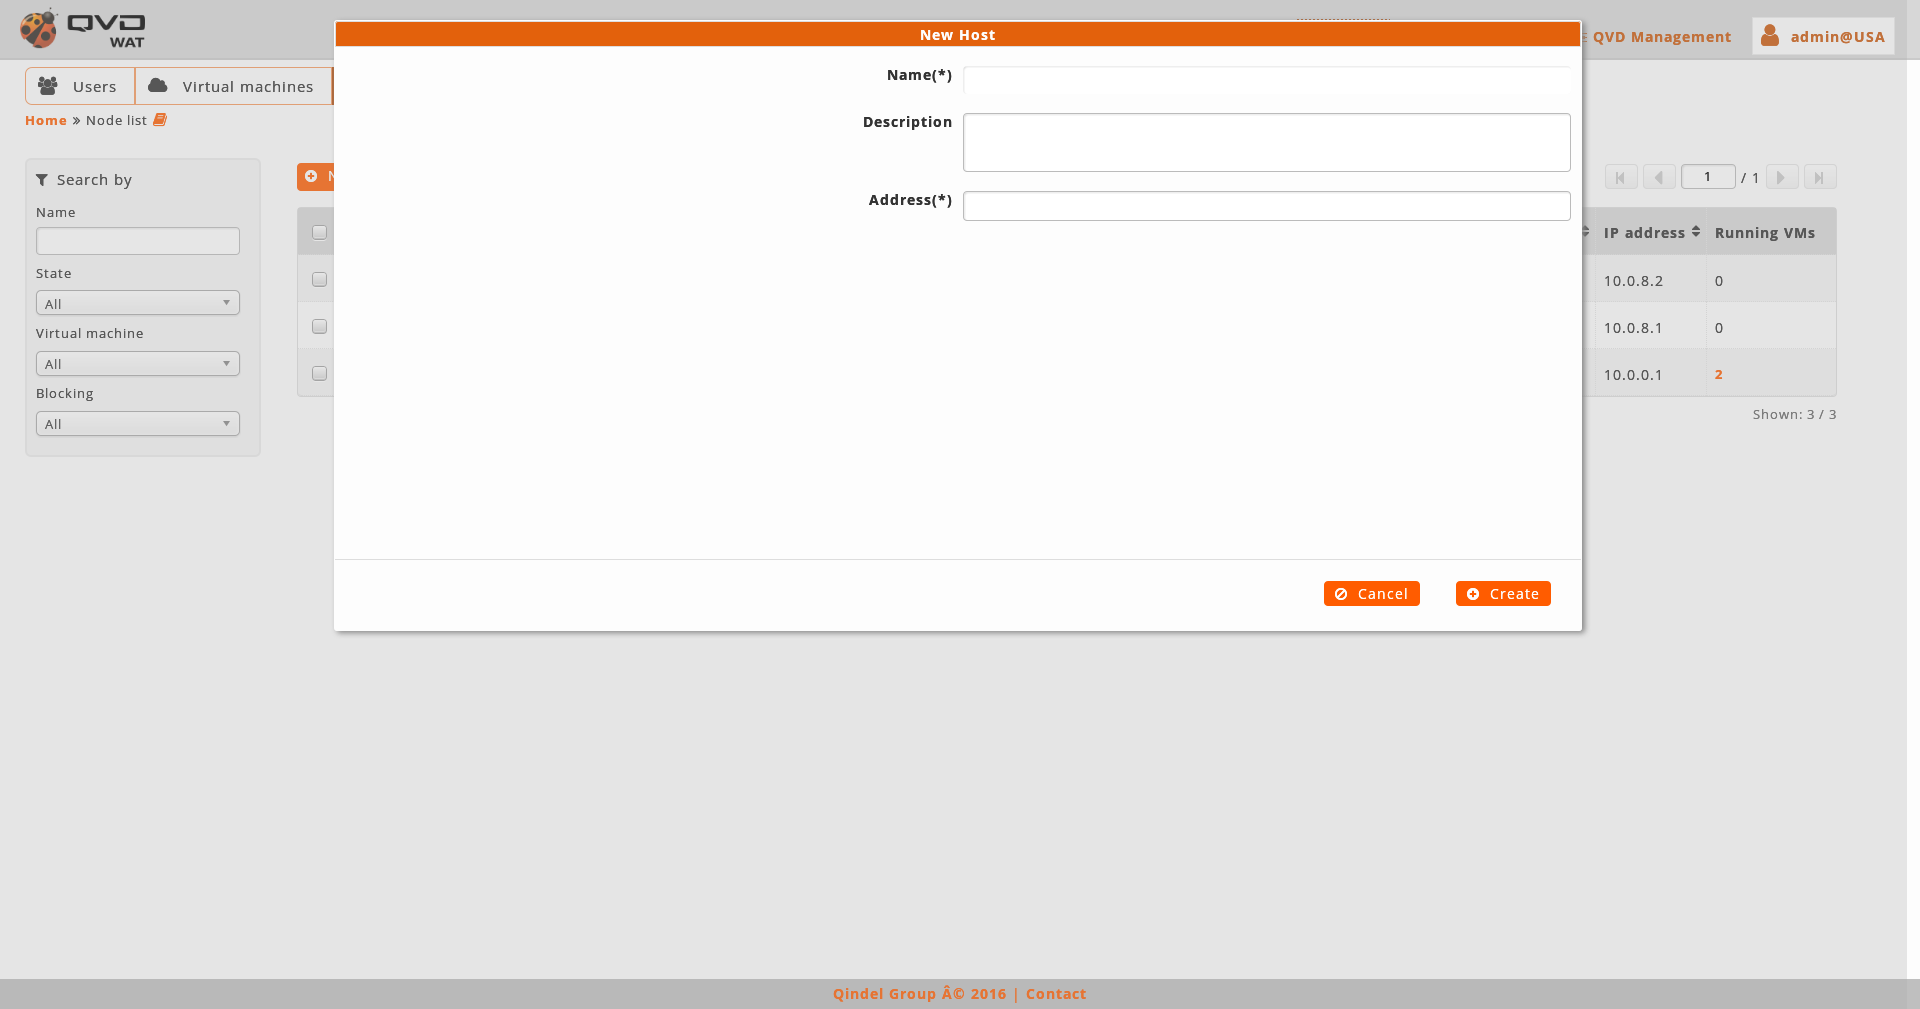 QVD
WAT
New Host
QVD Management
admin@USA
Users
Virtual machines
Home » Node list
Name(*)
Description
Address(*)
Search by
Name
State
All
Virtual machine
All
Blocking
All
1 / 1
IP address
Running VMs
10.0.8.2
0
10.0.8.1
0
10.0.0.1
2
Shown: 3 / 3
Cancel
Create
Qindel Group Â© 2016 | Contact